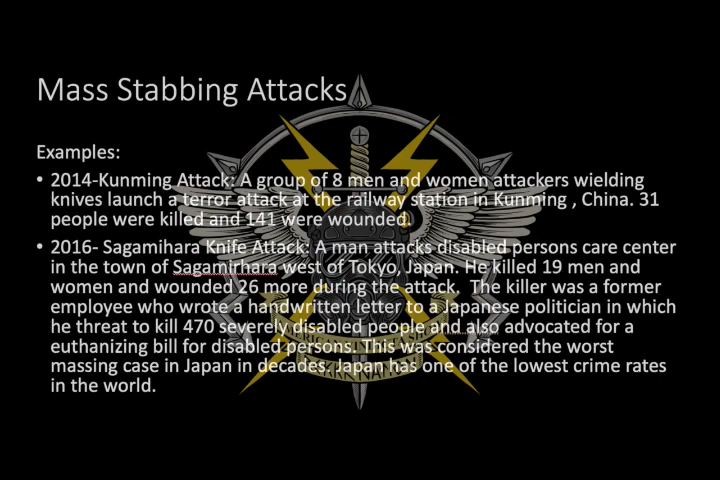 Mass Stabbing Attacks
Examples:
• 2014-Kunming Attack: A group of 8 men and women attackers wielding
knives launch a terror attack at the railway station in Kunming , China. 31
people were killed and 141 were wounded.
• 2016- Sagamihara Knife Attack: A man attacks disabled persons care center
in the town of Sagamirhara west of Tokyo, Japan. He killed 19 men and
women and wounded 26 more during the attack.  The killer was a former
employee who wrote a handwritten letter to a Japanese politician in which
he threat to kill 470 severely disabled people and also advocated for a
euthanizing bill for disabled persons. This was considered the worst
massing case in Japan in decades. Japan has one of the lowest crime rates
in the world.